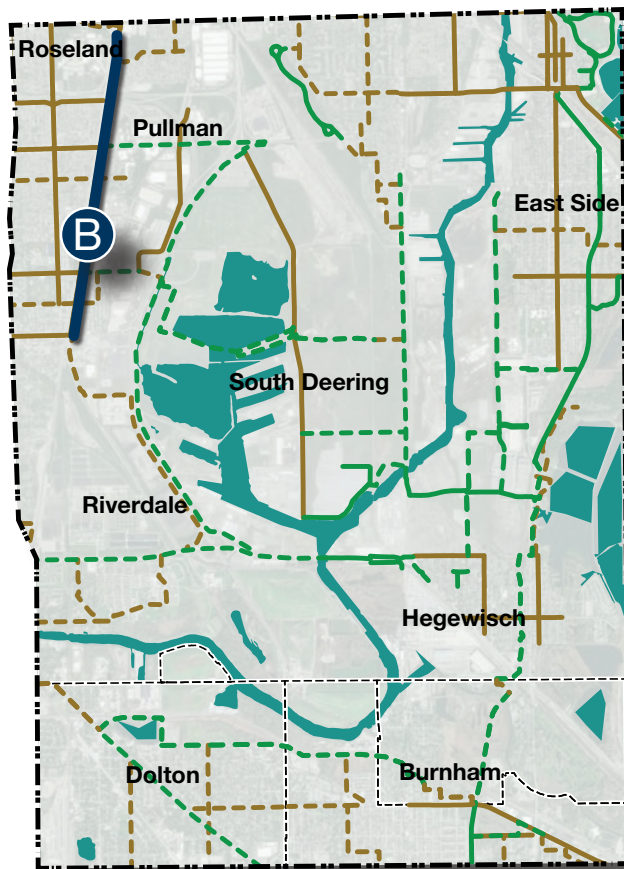 Roseland
Pullman
East Side
B
South Deering
Riverdale
Hegewisch
Dolton
Burnham